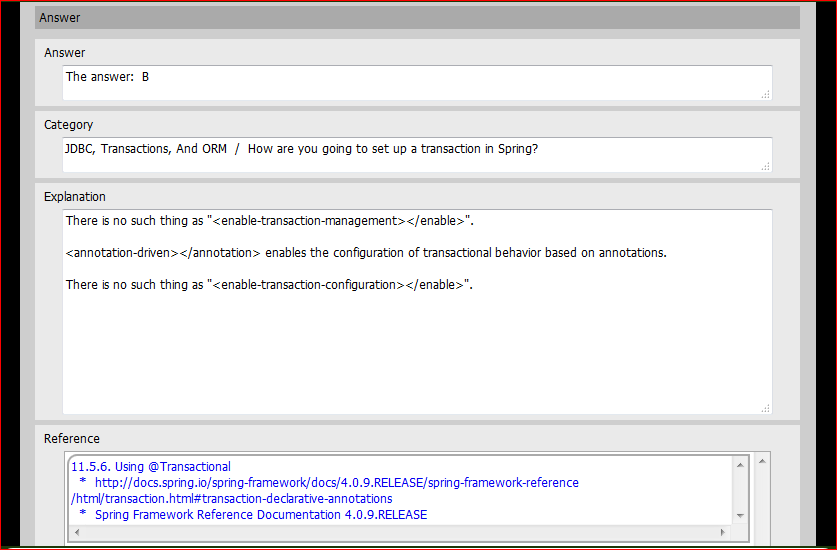 Answer
Answer
The answer:  B
Category
JDBC, Transactions, And ORM  /  How are you going to set up a transaction in Spring?
Explanation
There is no such thing as "<enable-transaction-management></enable>".
<annotation-driven></annotation> enables the configuration of transactional behavior based on annotations.
There is no such thing as "<enable-transaction-configuration></enable>".
Reference
11.5.6. Using @Transactional
*  http://docs.spring.io/spring-framework/docs/4.0.9.RELEASE/spring-framework-reference
/html/transaction.html#transaction-declarative-annotations
*  Spring Framework Reference Documentation 4.0.9.RELEASE